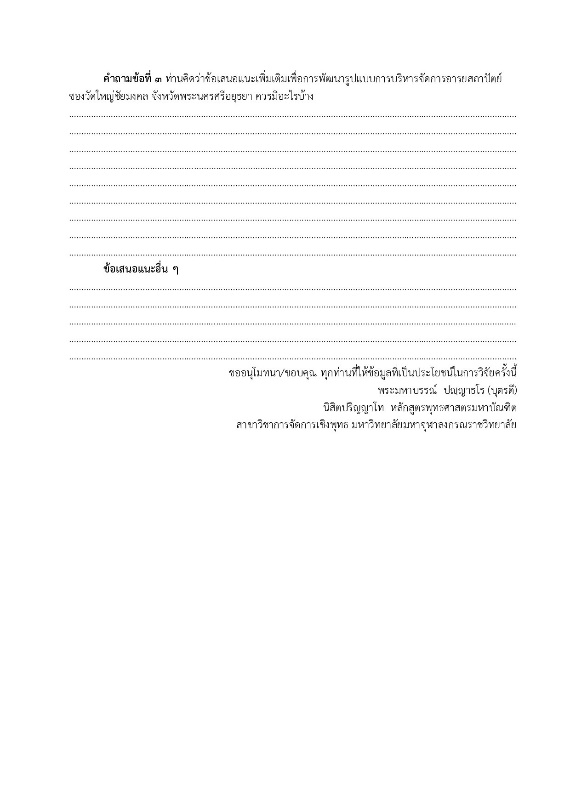 คำถามข้อที่ ๓ ท่านคิดว่าข้อเสนอแนะเพิ่มเติมเพื่อการพัฒนารูปแบบการบริหารจัดการอารยสถาปัตย์
ของวัดใหญ่ชัยมงคล จังหวัดพระนครศรีอยุธยา ควรมีอะไรบ้าง
ข้อเสนอแนะอื่น ๆ
ขออนุโมทนา/ขอบคุณ ทุกท่านที่ให้ข้อมูลที่เป็นประโยชน์ในการวิจัยครั้งนี้
พระมหาบรรณ์ ปญฺญาธโร (บุตรดี)
นิสิตปริญญาโท หลักสูตรพุทธศาสตรมหาบัณฑิต
สาขาวิชาการจัดการเชิงพุทธ มหาวิทยาลัยมหาจุฬาลงกรณราชวิทยาลัย